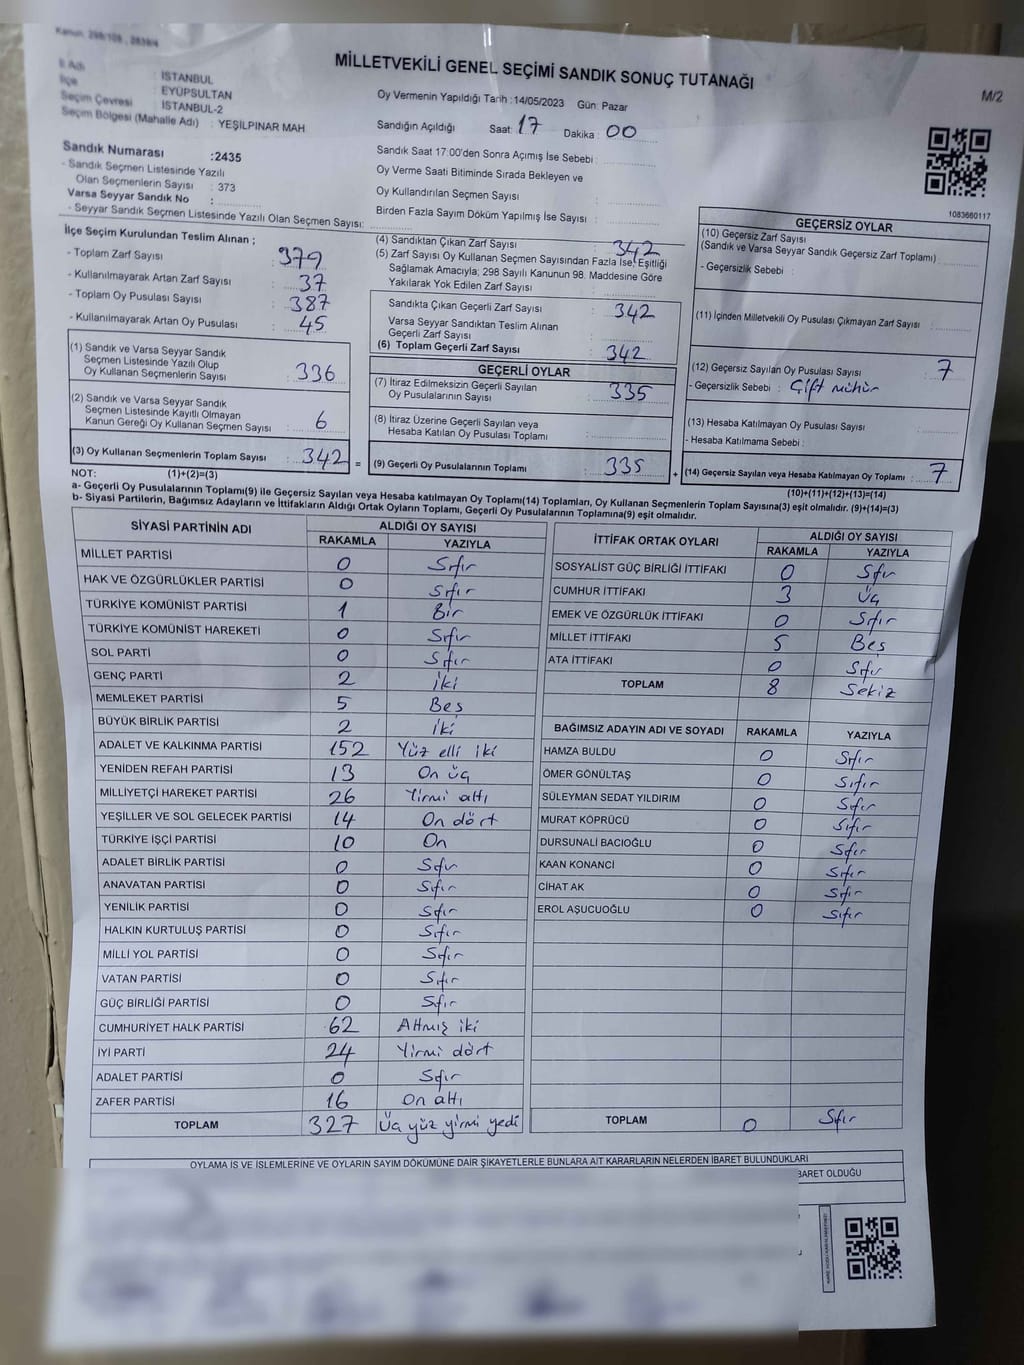 Kanun: 298/105 , 2839/4
MİLLETVEKİLİ GENEL SEÇİMİ SANDIK SONUÇ TUTANAĞI
M/2
İl Adı : İSTANBUL
İlçe : EYÜPSULTAN
Seçim Çevresi : İSTANBUL-2
Seçim Bölgesi (Mahalle Adı) : YEŞİLPINAR MAH
Sandık Numarası :2435
- Sandık Seçmen Listesinde Yazılı
Olan Seçmenlerin Sayısı : 373
Varsa Seyyar Sandık No :
- Seyyar Sandık Seçmen Listesinde Yazılı Olan Seçmen Sayısı:
Oy Vermenin Yapıldığı Tarih :14/05/2023 Gün: Pazar
Sandığın Açıldığı Saat: 17 Dakika : 00
Sandık Saat 17:00'den Sonra Açımış İse Sebebi :
Oy Verme Saati Bitiminde Sırada Bekleyen ve
Oy Kullandırılan Seçmen Sayısı :
Birden Fazla Sayım Döküm Yapılmış İse Sayısı :
1083660117
İlçe Seçim Kurulundan Teslim Alınan ;
- Toplam Zarf Sayısı : 379
- Kullanılmayarak Artan Zarf Sayısı : 37
- Toplam Oy Pusulası Sayısı : 387
- Kullanılmayarak Artan Oy Pusulası : 45
(1) Sandık ve Varsa Seyyar Sandık
Seçmen Listesinde Yazılı Olup
Oy Kullanan Seçmenlerin Sayısı : 336
(2) Sandık ve Varsa Seyyar Sandık
Seçmen Listesinde Kayıtlı Olmayan
Kanun Gereği Oy Kullanan Seçmen Sayısı : 6
(3) Oy Kullanan Seçmenlerin Toplam Sayısı : 342 =
NOT: (1)+(2)=(3)
(4) Sandıktan Çıkan Zarf Sayısı : 342
(5) Zarf Sayısı Oy Kullanan Seçmen Sayısından Fazla İse, Eşitliği
Sağlamak Amacıyla; 298 Sayılı Kanunun 98. Maddesine Göre
Yakılarak Yok Edilen Zarf Sayısı :
Sandıkta Çıkan Geçerli Zarf Sayısı : 342
Varsa Seyyar Sandıktan Teslim Alınan
Geçerli Zarf Sayısı :
(6) Toplam Geçerli Zarf Sayısı : 342
GEÇERLİ OYLAR
(7) İtiraz Edilmeksizin Geçerli Sayılan
Oy Pusulalarının Sayısı : 335
(8) İtiraz Üzerine Geçerli Sayılan veya
Hesaba Katılan Oy Pusulası Toplamı :
(9) Geçerli Oy Pusulalarının Toplamı : 335 +
GEÇERSİZ OYLAR
(10) Geçersiz Zarf Sayısı
(Sandık ve Varsa Seyyar Sandık Geçersiz Zarf Toplamı) :
- Geçersizlik Sebebi :
(11) İçinden Milletvekili Oy Pusulası Çıkmayan Zarf Sayısı :
(12) Geçersiz Sayılan Oy Pusulası Sayısı : 7
- Geçersizlik Sebebi : Çift mühür
(13) Hesaba Katılmayan Oy Pusulası Sayısı :
- Hesaba Katılmama Sebebi :
(14) Geçersiz Sayılan veya Hesaba Katılmayan Oy Toplamı : 7
(10)+(11)+(12)+(13)=(14)
a- Geçerli Oy Pusulalarının Toplamı(9) ile Geçersiz Sayılan veya Hesaba katılmayan Oy Toplamı(14) Toplamları, Oy Kullanan Seçmenlerin Toplam Sayısına(3) eşit olmalıdır. (9)+(14)=(3)
b- Siyasi Partilerin, Bağımsız Adayların ve İttifakların Aldığı Ortak Oyların Toplamı, Geçerli Oy Pusulalarının Toplamına(9) eşit olmalıdır.
SİYASİ PARTİNİN ADI ALDIĞI OY SAYISI
RAKAMLA YAZIYLA
MİLLET PARTİSİ 0 Sıfır
HAK VE ÖZGÜRLÜKLER PARTİSİ 0 Sıfır
TÜRKİYE KOMÜNİST PARTİSİ 1 Bir
TÜRKİYE KOMÜNİST HAREKETİ 0 Sıfır
SOL PARTİ 0 Sıfır
GENÇ PARTİ 2 İki
MEMLEKET PARTİSİ 5 Beş
BÜYÜK BİRLİK PARTİSİ 2 İki
ADALET VE KALKINMA PARTİSİ 152 Yüz elli iki
YENİDEN REFAH PARTİSİ 13 On üç
MİLLİYETÇİ HAREKET PARTİSİ 26 Yirmi altı
YEŞİLLER VE SOL GELECEK PARTİSİ 14 On dört
TÜRKİYE İŞÇİ PARTİSİ 10 On
ADALET BİRLİK PARTİSİ 0 Sıfır
ANAVATAN PARTİSİ 0 Sıfır
YENİLİK PARTİSİ 0 Sıfır
HALKIN KURTULUŞ PARTİSİ 0 Sıfır
MİLLİ YOL PARTİSİ 0 Sıfır
VATAN PARTİSİ 0 Sıfır
GÜÇ BİRLİĞİ PARTİSİ 0 Sıfır
CUMHURİYET HALK PARTİSİ 62 Altmış iki
İYİ PARTİ 24 Yirmi dört
ADALET PARTİSİ 0 Sıfır
ZAFER PARTİSİ 16 On altı
TOPLAM 327 Üç yüz yirmi yedi
İTTİFAK ORTAK OYLARI ALDIĞI OY SAYISI
RAKAMLA YAZIYLA
SOSYALİST GÜÇ BİRLİĞİ İTTİFAKI 0 Sıfır
CUMHUR İTTİFAKI 3 Üç
EMEK VE ÖZGÜRLÜK İTTİFAKI 0 Sıfır
MİLLET İTTİFAKI 5 Beş
ATA İTTİFAKI 0 Sıfır
TOPLAM 8 Sekiz
BAĞIMSIZ ADAYIN ADI VE SOYADI RAKAMLA YAZIYLA
HAMZA BULDU 0 Sıfır
ÖMER GÖNÜLTAŞ 0 Sıfır
SÜLEYMAN SEDAT YILDIRIM 0 Sıfır
MURAT KÖPRÜCÜ 0 Sıfır
DURSUNALİ BACIOĞLU 0 Sıfır
KAAN KONANCİ 0 Sıfır
CİHAT AK 0 Sıfır
EROL AŞUCUOĞLU 0 Sıfır
TOPLAM 0 Sıfır
OYLAMA İŞ VE İŞLEMLERİNE VE OYLARIN SAYIM DÖKÜMÜNE DAİR ŞİKAYETLERLE BUNLARA AİT KARARLARIN NELERDEN İBARET BULUNDUKLARI
BARET OLDUĞU